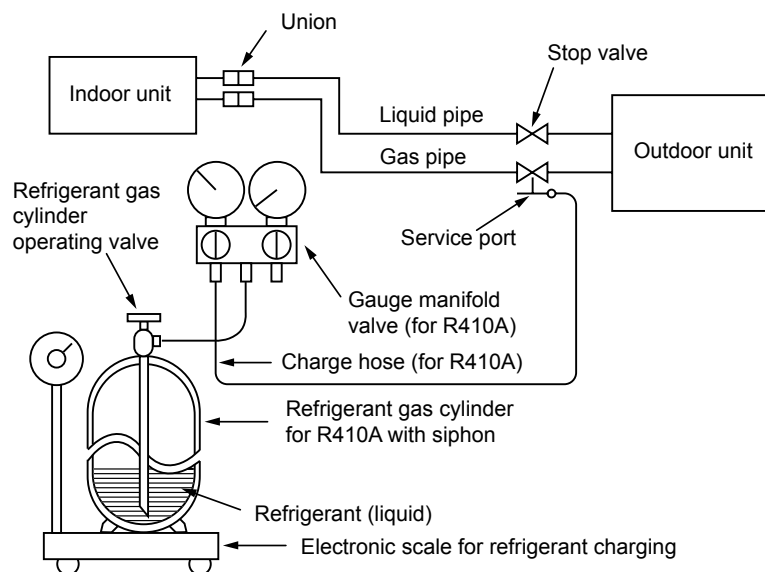 Union
Stop valve
Indoor unit
Liquid pipe
Outdoor unit
Gas pipe
Refrigerant gas
cylinder
operating valve
Service port
Gauge manifold
valve (for R410A)
Charge hose (for R410A)
Refrigerant gas cylinder
for R410A with siphon
Refrigerant (liquid)
Electronic scale for refrigerant charging